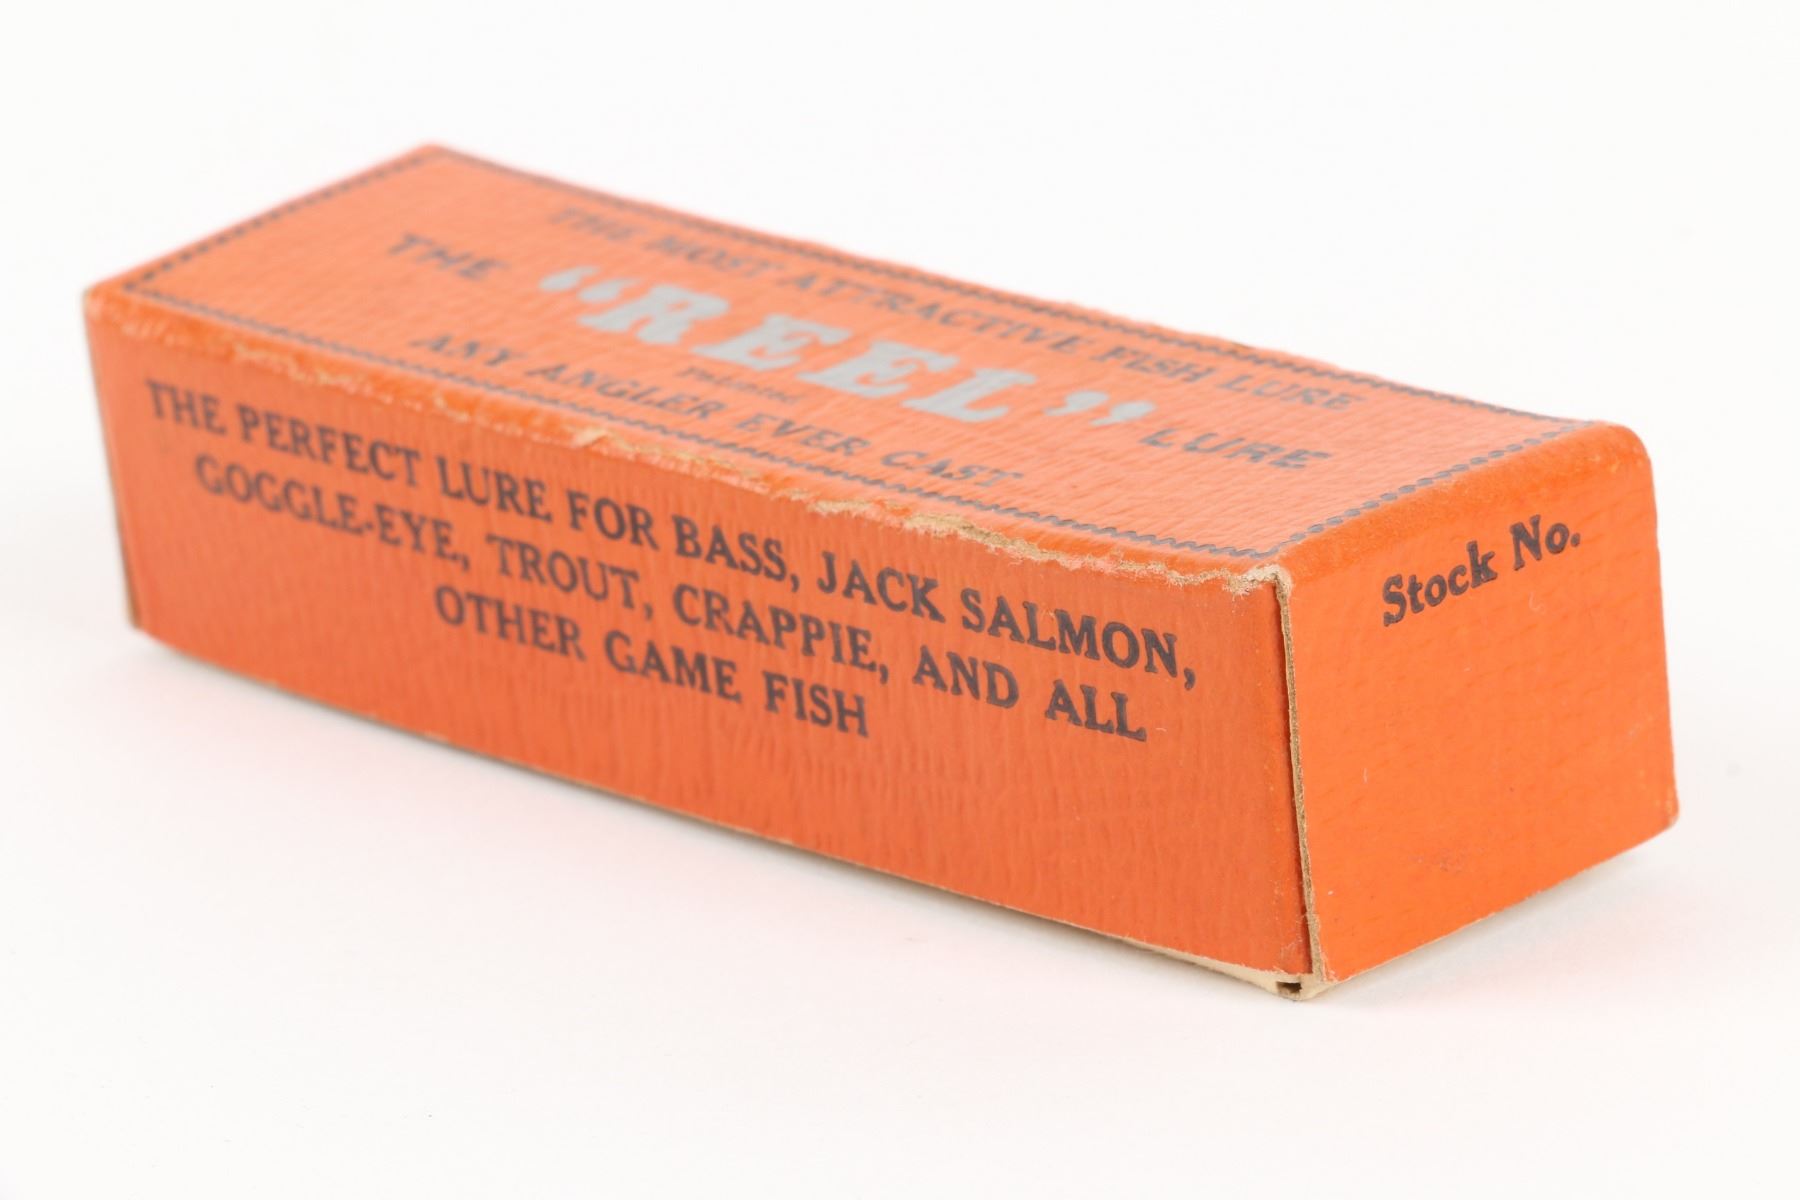 THE MOST ATTRACTIVE FISH LURE
THE “REEL” LURE
Patented
ANY ANGLER EVER CAST
THE PERFECT LURE FOR BASS, JACK SALMON,
GOGGLE-EYE, TROUT, CRAPPIE, AND ALL
OTHER GAME FISH
Stock No.